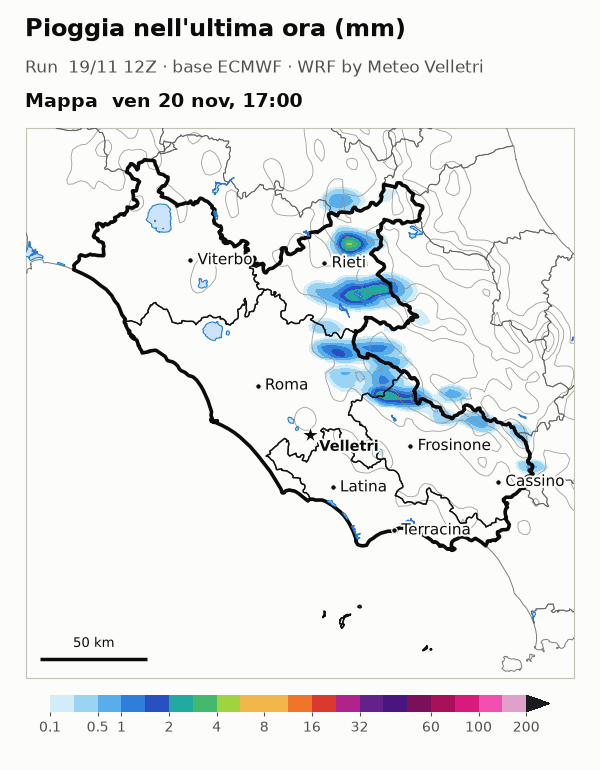 Pioggia nell'ultima ora (mm)
Run  19/11 12Z · base ECMWF · WRF by Meteo Velletri
Mappa  ven 20 nov, 17:00
Viterbo
Rieti
Roma
Velletri
Frosinone
Latina
Cassino
Terracina
50 km
0.1 0.5 1 2 4 8 16 32 60 100 200